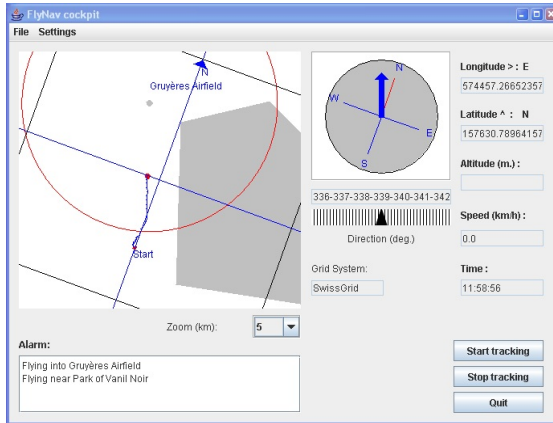 FlyNav cockpit
File Settings
N
Gruyères Airfield
Start
N
W
E
S
336-337-338-339-340-341-342
Direction (deg.)
Grid System:
SwissGrid
Longitude > : E
574457.26652357
Latitude ^ : N
157630.78964157
Altitude (m.) :
Speed (km/h) :
0.0
Time :
11:58:56
Zoom (km):
5
Alarm:
Flying into Gruyères Airfield
Flying near Park of Vanil Noir
Start tracking
Stop tracking
Quit